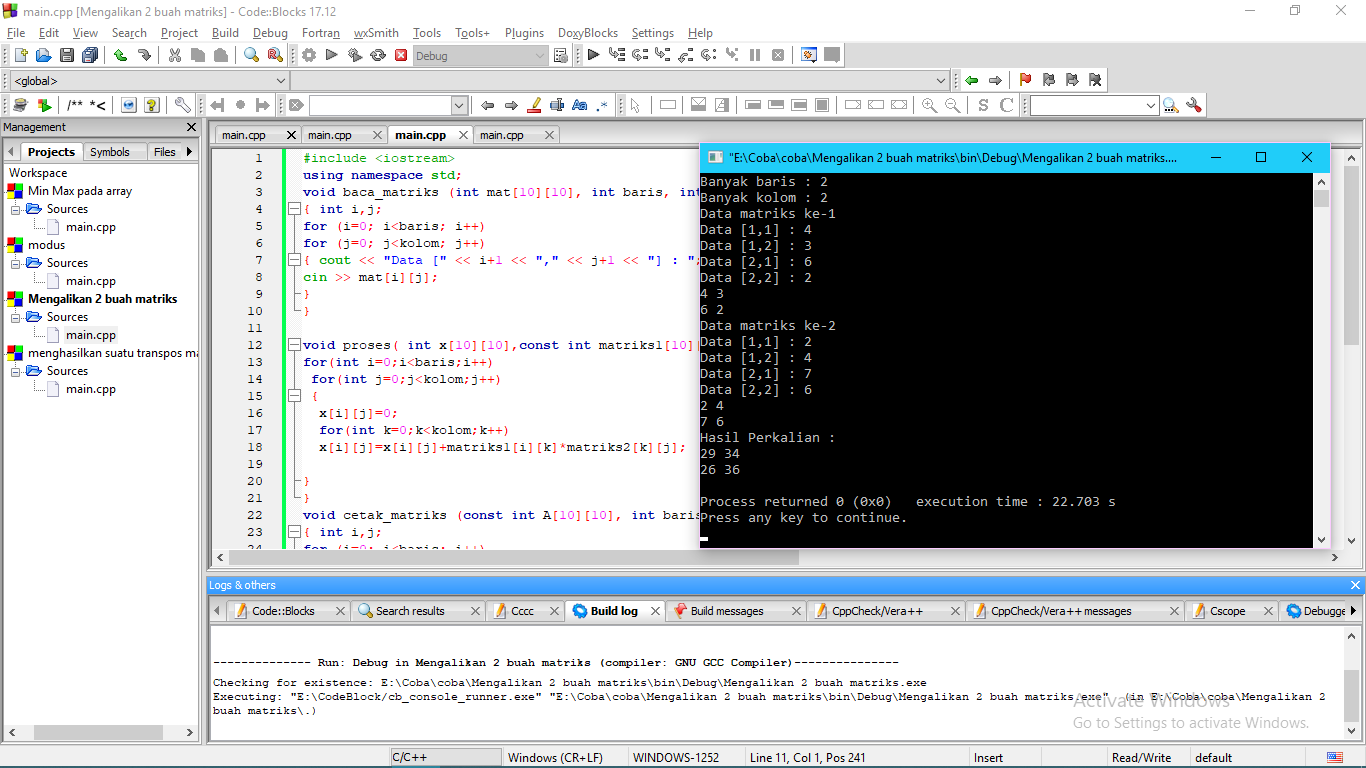 main.cpp [Mengalikan 2 buah matriks] - Code::Blocks 17.12
File Edit View Search Project Build Debug Fortran wxSmith Tools Tools+ Plugins DoxyBlocks Settings Help
Debug
<global>
/** *<
Management
Projects Symbols Files
Workspace
Min Max pada array
Sources
main.cpp
modus
Sources
main.cpp
Mengalikan 2 buah matriks
Sources
main.cpp
menghasilkan suatu transpos ma
Sources
main.cpp
main.cpp main.cpp main.cpp main.cpp
1 #include <iostream>
2 using namespace std;
3 void baca_matriks (int mat[10][10], int baris, int
4 { int i,j;
5 for (i=0; i<baris; i++)
6 for (j=0; j<kolom; j++)
7 { cout << "Data [" << i+1 << "," << j+1 << "] : ";
8 cin >> mat[i][j];
9 }
10 }
11
12 void proses( int x[10][10],const int matriks1[10][
13 for(int i=0;i<baris;i++)
14 for(int j=0;j<kolom;j++)
15 {
16 x[i][j]=0;
17 for(int k=0;k<kolom;k++)
18 x[i][j]=x[i][j]+matriks1[i][k]*matriks2[k][j];
19
20 }
21 }
22 void cetak_matriks (const int A[10][10], int baris
23 { int i,j;
24 for (i=0; i<baris; i++)
"E:\Coba\coba\Mengalikan 2 buah matriks\bin\Debug\Mengalikan 2 buah matriks....
Banyak baris : 2
Banyak kolom : 2
Data matriks ke-1
Data [1,1] : 4
Data [1,2] : 3
Data [2,1] : 6
Data [2,2] : 2
4 3
6 2
Data matriks ke-2
Data [1,1] : 2
Data [1,2] : 4
Data [2,1] : 7
Data [2,2] : 6
2 4
7 6
Hasil Perkalian :
29 34
26 36
Process returned 0 (0x0) execution time : 22.703 s
Press any key to continue.
Logs & others
Code::Blocks Search results Cccc Build log Build messages CppCheck/Vera++ CppCheck/Vera++ messages Cscope Debugge
-------------- Run: Debug in Mengalikan 2 buah matriks (compiler: GNU GCC Compiler)---------------
Checking for existence: E:\Coba\coba\Mengalikan 2 buah matriks\bin\Debug\Mengalikan 2 buah matriks.exe
Executing: "E:\CodeBlock/cb_console_runner.exe" "E:\Coba\coba\Mengalikan 2 buah matriks\bin\Debug\Mengalikan 2 buah matriks.exe" (in E:\Coba\coba\Mengalikan 2
buah matriks\.)
Activate Windows
Go to Settings to activate Windows.
C/C++ Windows (CR+LF) WINDOWS-1252 Line 11, Col 1, Pos 241 Insert Read/Write default